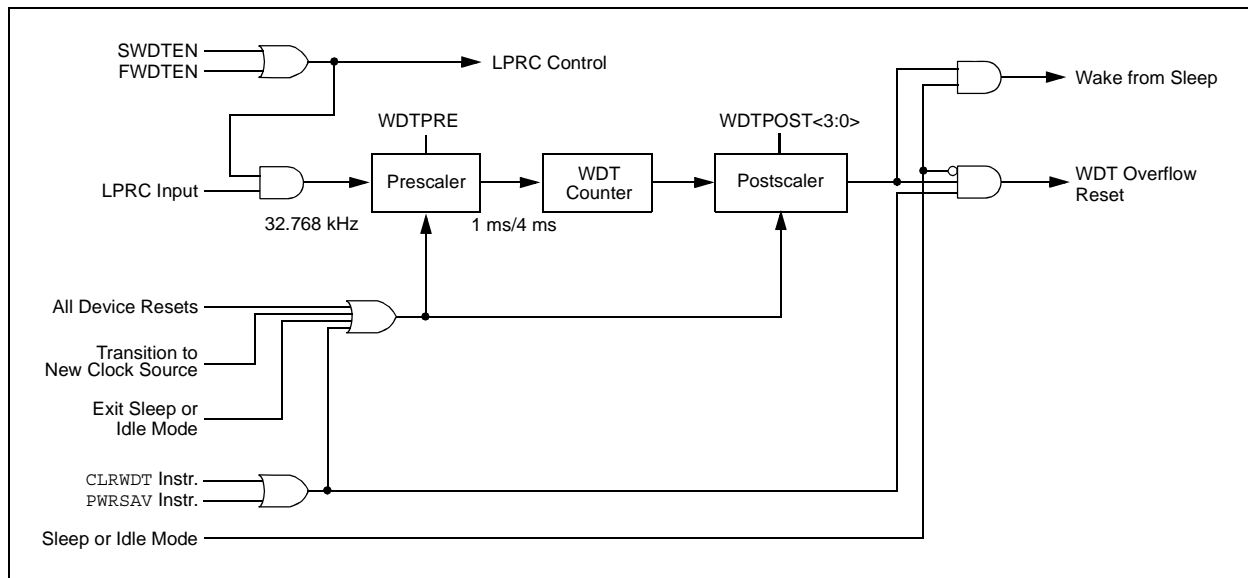 SWDTEN
FWDTEN
LPRC Control
Wake from Sleep
WDTPRE
WDTPOST<3:0>
LPRC Input
Prescaler
WDT
Counter
Postscaler
WDT Overflow
Reset
32.768 kHz
1 ms/4 ms
All Device Resets
Transition to
New Clock Source
Exit Sleep or
Idle Mode
CLRWDT Instr.
PWRSAV Instr.
Sleep or Idle Mode